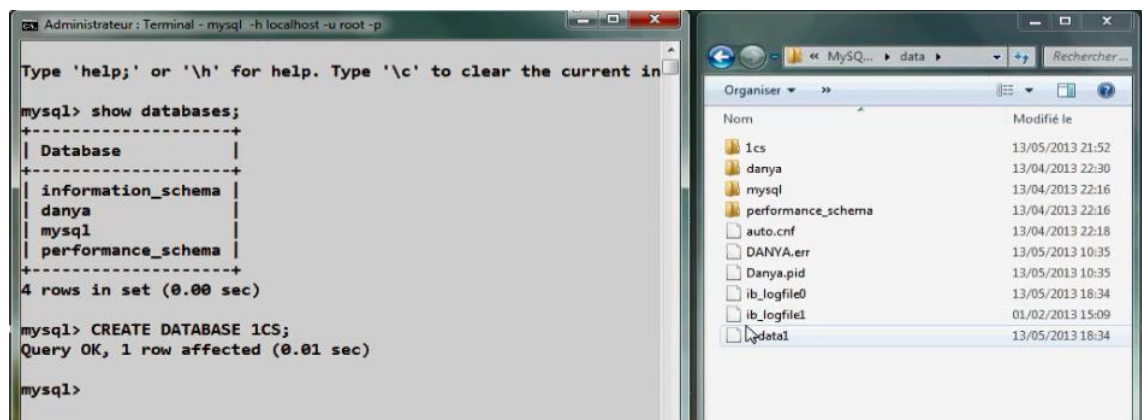 Administrateur : Terminal - mysql -h localhost -u root -p
Type 'help;' or '\h' for help. Type '\c' to clear the current in
mysql> show databases;
+--------------------+
| Database |
+--------------------+
| information_schema |
| danya |
| mysql |
| performance_schema |
+--------------------+
4 rows in set (0.00 sec)
mysql> CREATE DATABASE 1CS;
Query OK, 1 row affected (0.01 sec)
mysql>
« MySQ... ▸ data ▸
Rechercher ...
Organiser ▾ »
Nom Modifié le
1cs 13/05/2013 21:52
danya 13/04/2013 22:30
mysql 13/04/2013 22:16
performance_schema 13/04/2013 22:16
auto.cnf 13/04/2013 22:18
DANYA.err 13/05/2013 10:35
Danya.pid 13/05/2013 10:35
ib_logfile0 13/05/2013 18:34
ib_logfile1 01/02/2013 15:09
13/05/2013 18:34